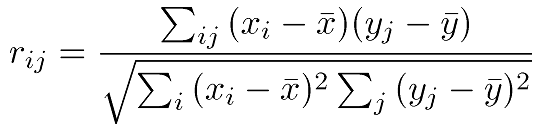 r_{ij} = \frac{\sum_{ij} (x_i - \bar{x})(y_j - \bar{y})}{\sqrt{\sum_i (x_i - \bar{x})^2 \sum_j (y_j - \bar{y})^2}}